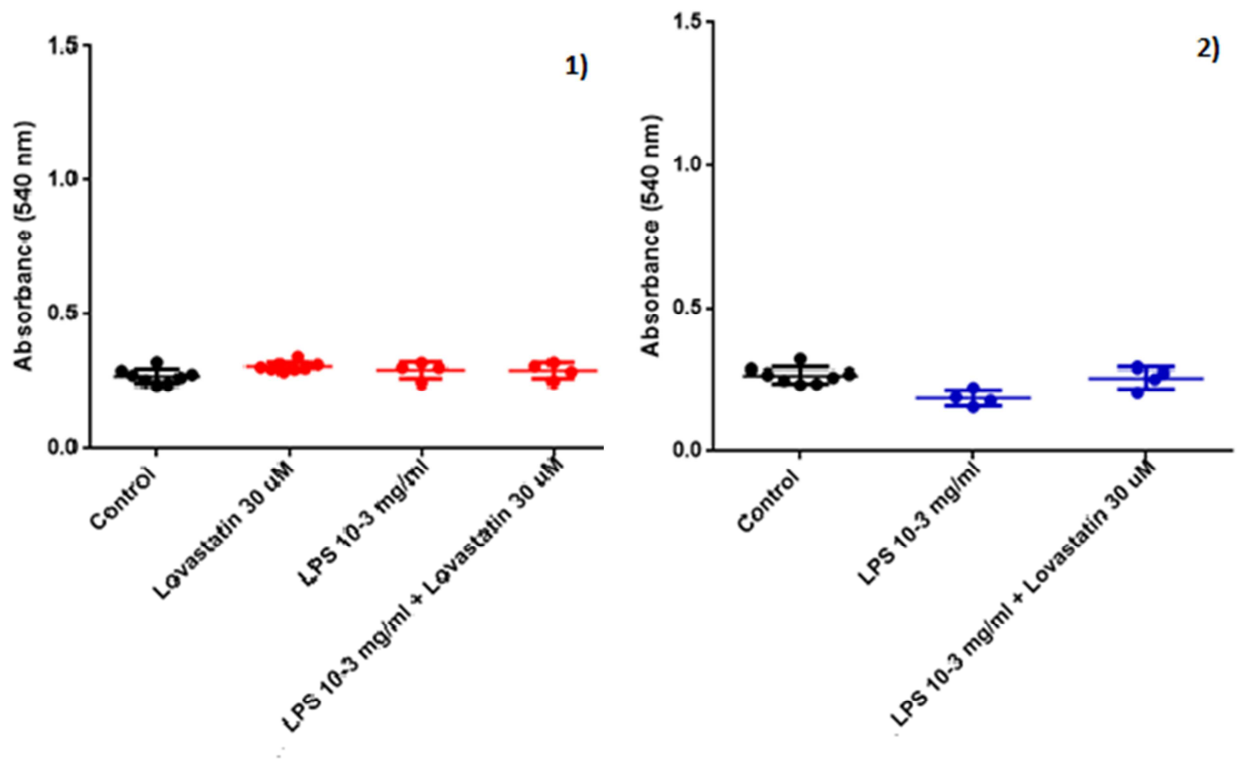 1)
Absorbance (540 nm)
1.5
1.0
0.5
0.0
Control
Lovastatin 30 uM
LPS 10-3 mg/ml
LPS 10-3 mg/ml + Lovastatin 30 uM
2)
Absorbance (540 nm)
1.5
1.0
0.5
0.0
Control
LPS 10-3 mg/ml
LPS 10-3 mg/ml + Lovastatin 30 uM